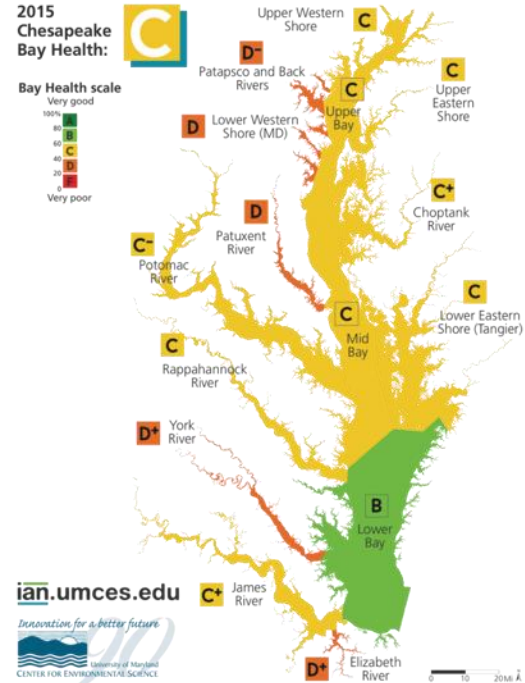 2015
Chesapeake
Bay Health:
C
Bay Health scale
Very good
100%
80
60
40
20
0
A
B
C
D
F
Very poor
Upper Western
Shore
C
D-
Patapsco and Back
Rivers
C
Upper
Bay
C
Upper
Eastern
Shore
D
Lower Western
Shore (MD)
C+
Choptank
River
D
Patuxent
River
C-
Potomac
River
C
Mid
Bay
C
Lower Eastern
Shore (Tangier)
C
Rappahannock
River
D+
York
River
B
Lower
Bay
C+
James
River
D+
Elizabeth
River
ian.umces.edu
Innovation for a better future
90
University of Maryland
CENTER FOR ENVIRONMENTAL SCIENCE
0 10 20Mi